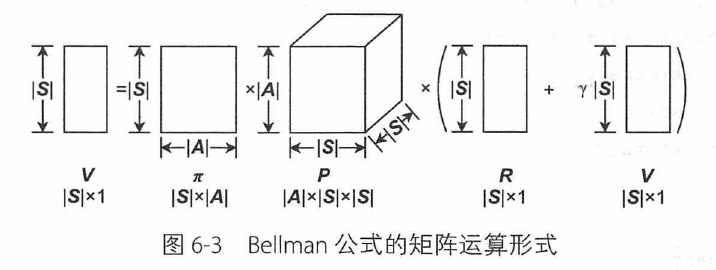 |S| =|S| ×|A| × ( |S| + γ |S| )
|A| |S| |S|
V π P R V
|S|×1 |S|×|A| |A|×|S|×|S| |S|×1 |S|×1
图 6-3 Bellman 公式的矩阵运算形式